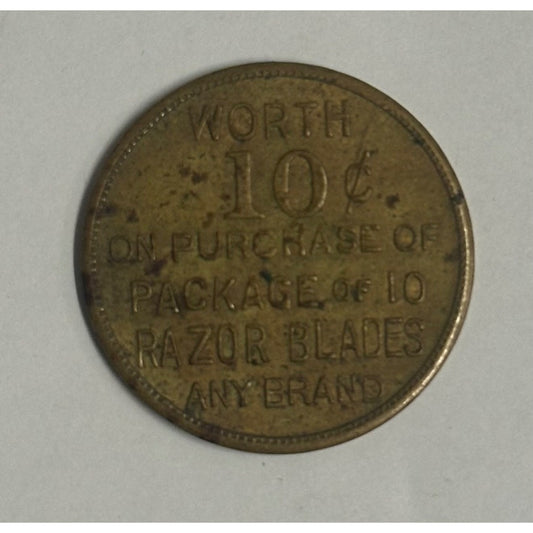 WORTH
10¢
ON PURCHASE OF
PACKAGE OF 10
RAZOR BLADES
ANY BRAND